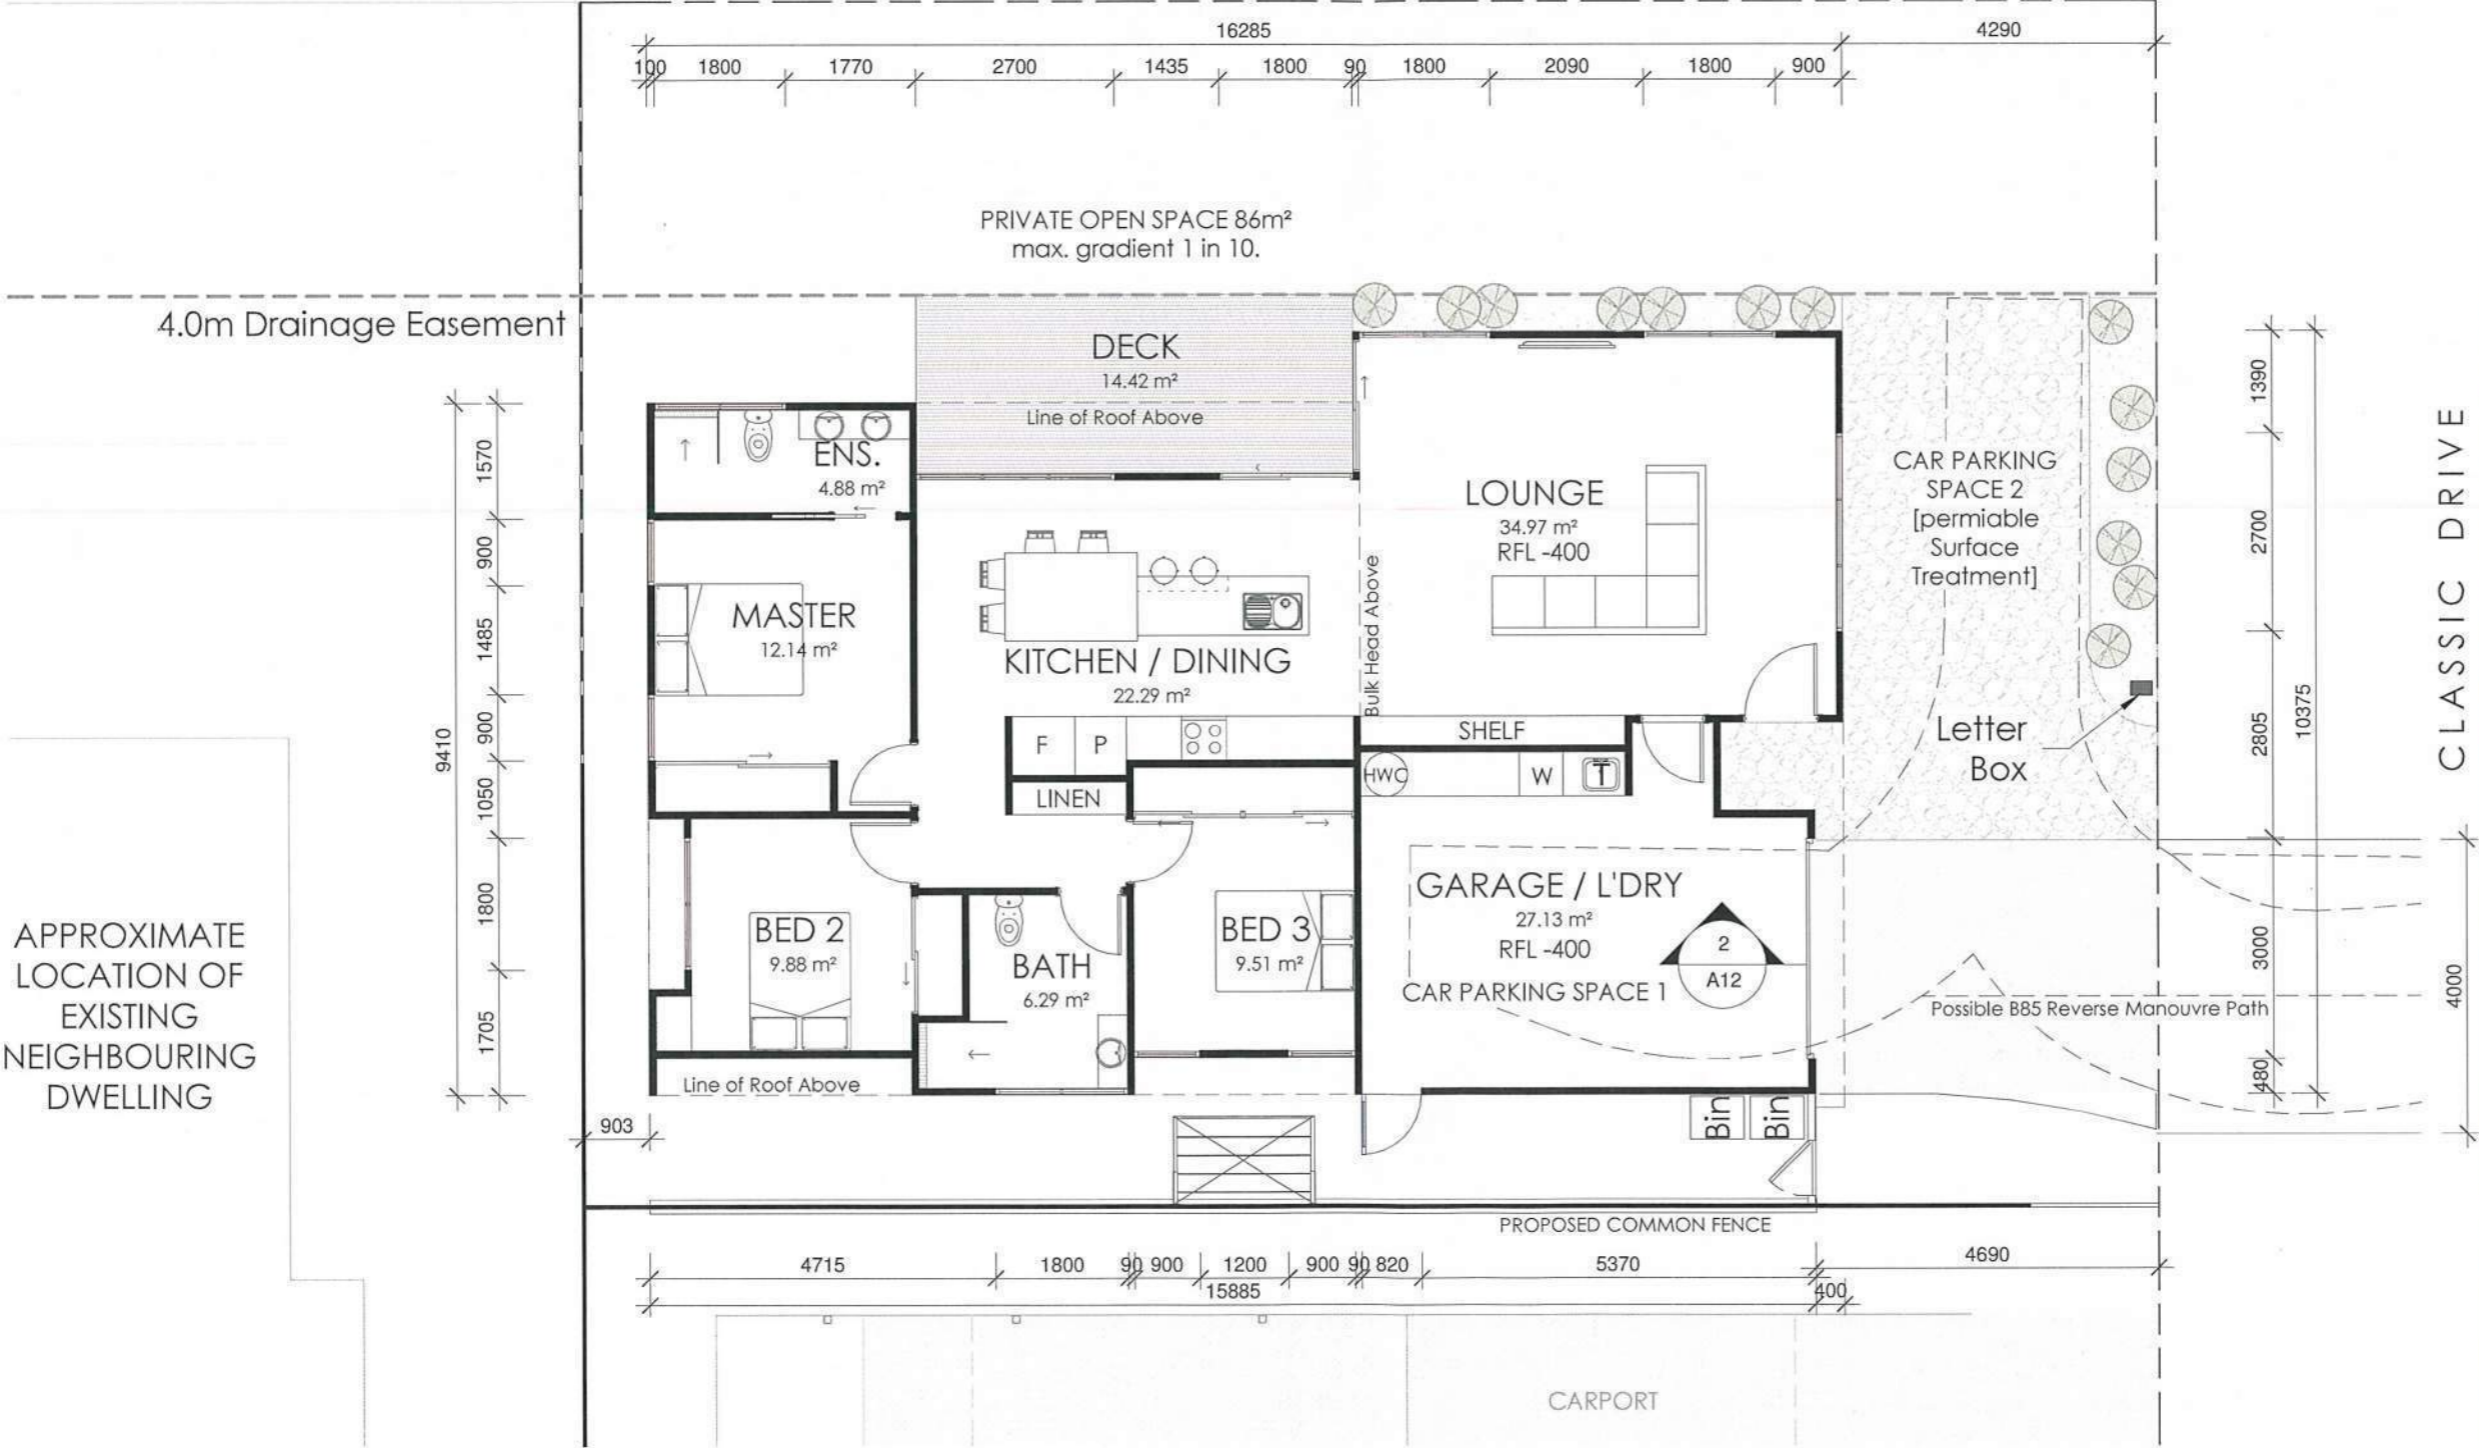 16285
4290
100 1800 1770 2700 1435 1800 90 1800 2090 1800 900
PRIVATE OPEN SPACE 86m²
max. gradient 1 in 10.
4.0m Drainage Easement
DECK
14.42 m²
Line of Roof Above
ENS.
4.88 m²
MASTER
12.14 m²
KITCHEN / DINING
22.29 m²
F
P
LINEN
Bulk Head Above
LOUNGE
34.97 m²
RFL -400
SHELF
HWC
W
T
CAR PARKING
SPACE 2
[permiable
Surface
Treatment]
Letter
Box
CLASSIC DRIVE
9410
1570
900
1485
900
1050
1800
1705
1390
2700
2805
3000
480
10375
4000
APPROXIMATE
LOCATION OF
EXISTING
NEIGHBOURING
DWELLING
BED 2
9.88 m²
BATH
6.29 m²
BED 3
9.51 m²
GARAGE / L'DRY
27.13 m²
RFL -400
CAR PARKING SPACE 1
2
A12
Possible B85 Reverse Manouvre Path
Line of Roof Above
903
Bin
Bin
PROPOSED COMMON FENCE
4715 1800 90 900 1200 900 90 820 5370 4690
15885
400
CARPORT